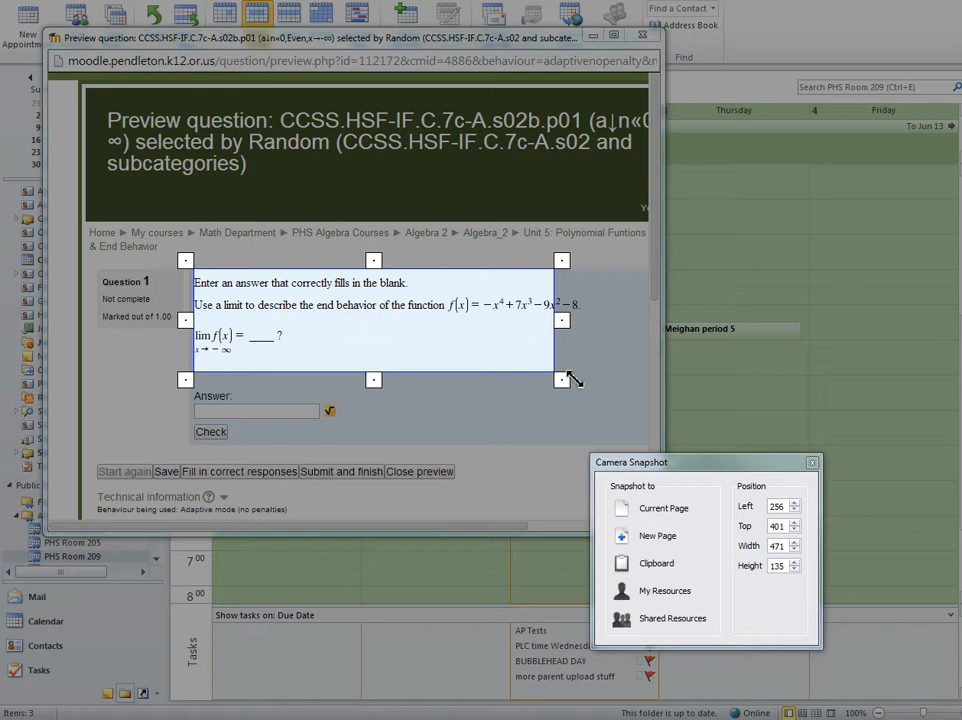 Find a Contact
Address Book
Find
New
Appointm
Preview question: CCSS.HSF-IF.C.7c-A.s02b.p01 (a↓n«0,Even,x→-∞) selected by Random (CCSS.HSF-IF.C.7c-A.s02 and subcate...
moodle.pendleton.k12.or.us/question/preview.php?id=112172&cmid=4886&behaviour=adaptivenopenalty&n
Search PHS Room 209 (Ctrl+E)
Su
23
2
9
16
23
30
Thursday
4
Friday
To Jun 13
Preview question: CCSS.HSF-IF.C.7c-A.s02b.p01 (a↓n«0
∞) selected by Random (CCSS.HSF-IF.C.7c-A.s02 and
subcategories)
Home ► My courses ► Math Department ► PHS Algebra Courses ► Algebra 2 ► Algebra_2 ► Unit 5: Polynomial Funtions
& End Behavior
Question 1
Not complete
Marked out of 1.00
Enter an answer that correctly fills in the blank.
Use a limit to describe the end behavior of the function f(x) = −x⁴ + 7x³ − 9x² − 8.
lim f(x) = ____ ?
x → − ∞
Answer:
Check
Start again Save Fill in correct responses Submit and finish Close preview
Technical information
Behaviour being used: Adaptive mode (no penalties)
Meighan period 5
Camera Snapshot
Snapshot to
Current Page
New Page
Clipboard
My Resources
Shared Resources
Position
Left 256
Top 401
Width 471
Height 135
Public
PHS Room 205
PHS Room 209
Mail
Calendar
Contacts
Tasks
7 00
8 00
Show tasks on: Due Date
Tasks
AP Tests
PLC time Wednesd
BUBBLEHEAD DAY
more parent upload stuff
Items: 3
This folder is up to date.
Online
100%